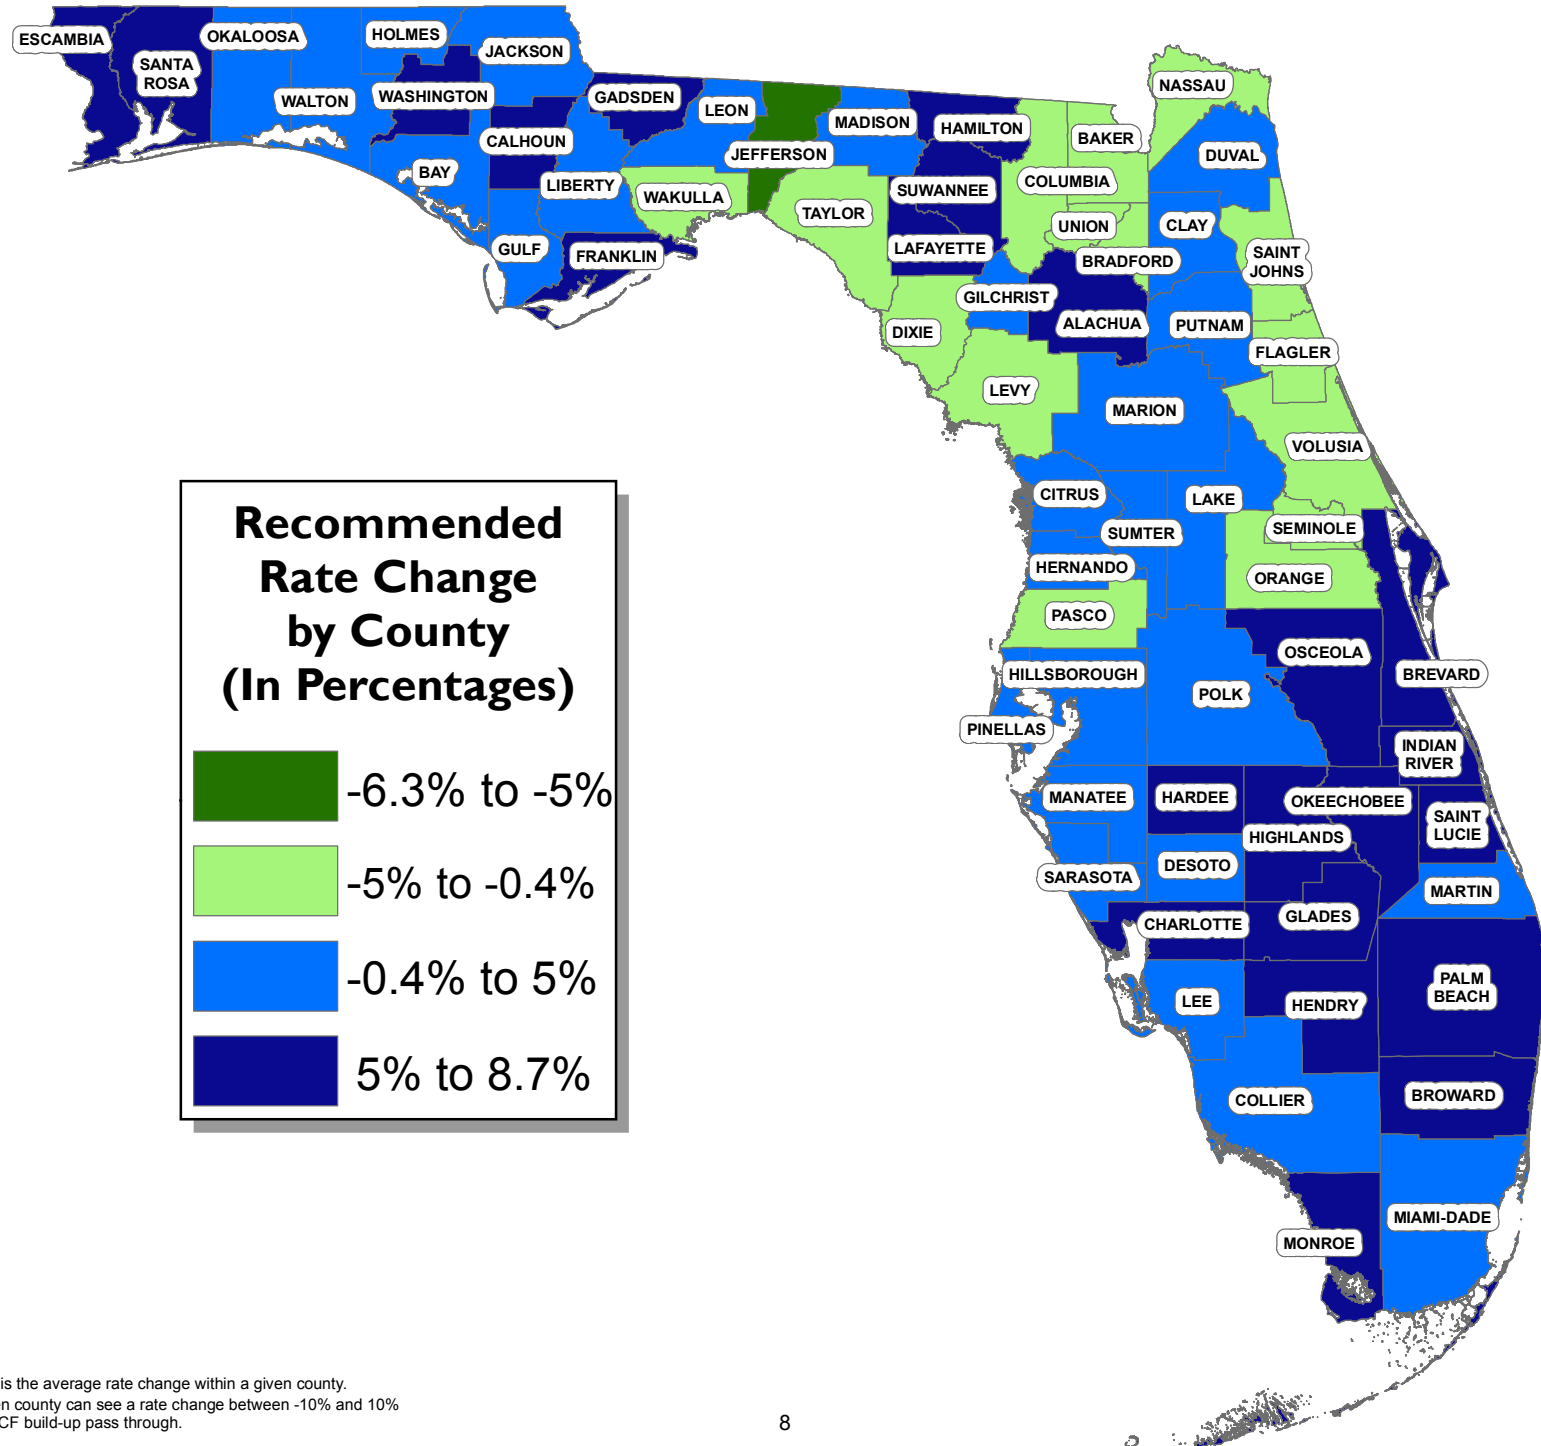 ESCAMBIA
SANTA
ROSA
OKALOOSA
WALTON
HOLMES
WASHINGTON
JACKSON
BAY
CALHOUN
GULF
LIBERTY
GADSDEN
FRANKLIN
LEON
WAKULLA
JEFFERSON
MADISON
TAYLOR
HAMILTON
SUWANNEE
LAFAYETTE
DIXIE
COLUMBIA
GILCHRIST
LEVY
BAKER
UNION
BRADFORD
ALACHUA
NASSAU
DUVAL
CLAY
SAINT
JOHNS
PUTNAM
FLAGLER
MARION
VOLUSIA
CITRUS
SUMTER
LAKE
HERNANDO
SEMINOLE
ORANGE
PASCO
OSCEOLA
BREVARD
HILLSBOROUGH
POLK
PINELLAS
INDIAN
RIVER
MANATEE
HARDEE
OKEECHOBEE
HIGHLANDS
SAINT
LUCIE
SARASOTA
DESOTO
MARTIN
CHARLOTTE
GLADES
LEE
HENDRY
PALM
BEACH
COLLIER
BROWARD
MIAMI-DADE
MONROE
Recommended
Rate Change
by County
(In Percentages)
-6.3% to -5%
-5% to -0.4%
-0.4% to 5%
5% to 8.7%
is the average rate change within a given county.
en county can see a rate change between -10% and 10%
CF build-up pass through.
8